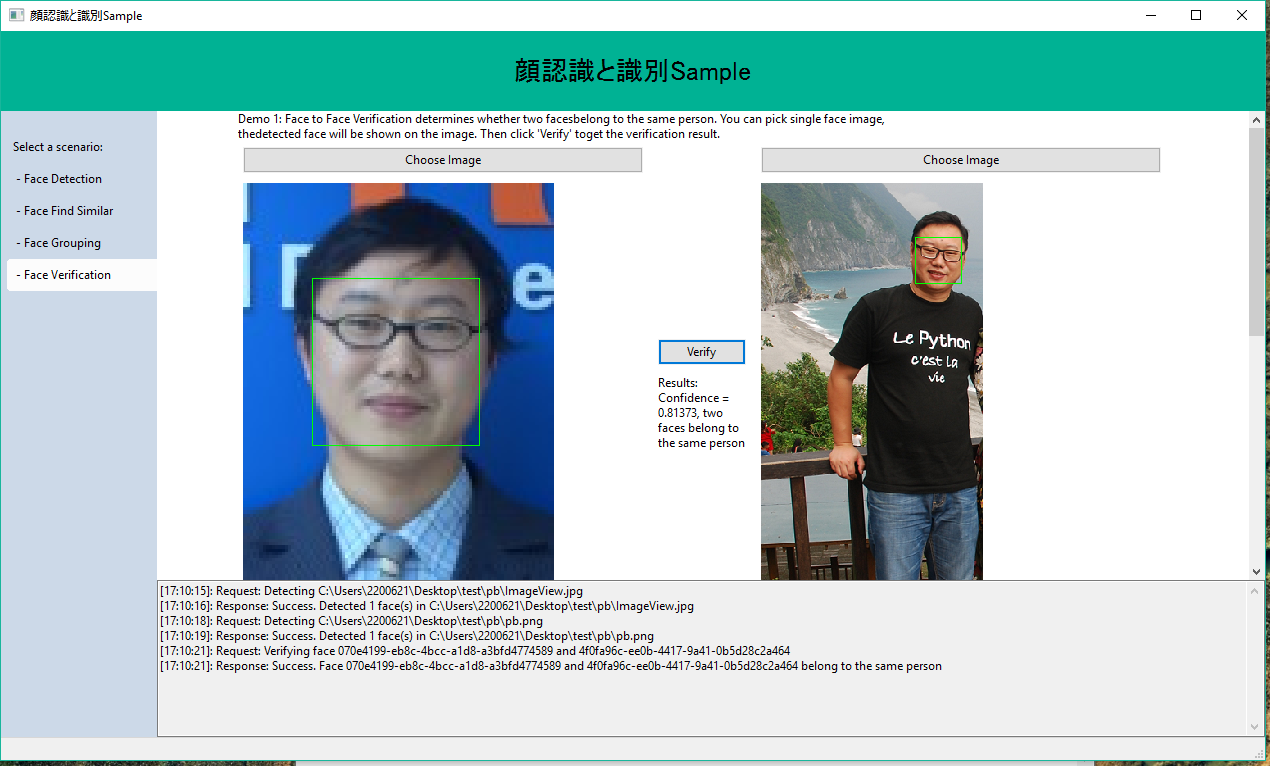 顔認識と識別Sample
顔認識と識別Sample
Select a scenario:
- Face Detection
- Face Find Similar
- Face Grouping
- Face Verification
Demo 1: Face to Face Verification determines whether two facesbelong to the same person. You can pick single face image,
thedetected face will be shown on the image. Then click 'Verify' toget the verification result.
Choose Image
Choose Image
Verify
Results:
Confidence =
0.81373, two
faces belong to
the same person
Le Python
c'est la
vie
[17:10:15]: Request: Detecting C:\Users\2200621\Desktop\test\pb\ImageView.jpg
[17:10:16]: Response: Success. Detected 1 face(s) in C:\Users\2200621\Desktop\test\pb\ImageView.jpg
[17:10:18]: Request: Detecting C:\Users\2200621\Desktop\test\pb\pb.png
[17:10:19]: Response: Success. Detected 1 face(s) in C:\Users\2200621\Desktop\test\pb\pb.png
[17:10:21]: Request: Verifying face 070e4199-eb8c-4bcc-a1d8-a3bfd4774589 and 4f0fa96c-ee0b-4417-9a41-0b5d28c2a464
[17:10:21]: Response: Success. Face 070e4199-eb8c-4bcc-a1d8-a3bfd4774589 and 4f0fa96c-ee0b-4417-9a41-0b5d28c2a464 belong to the same person